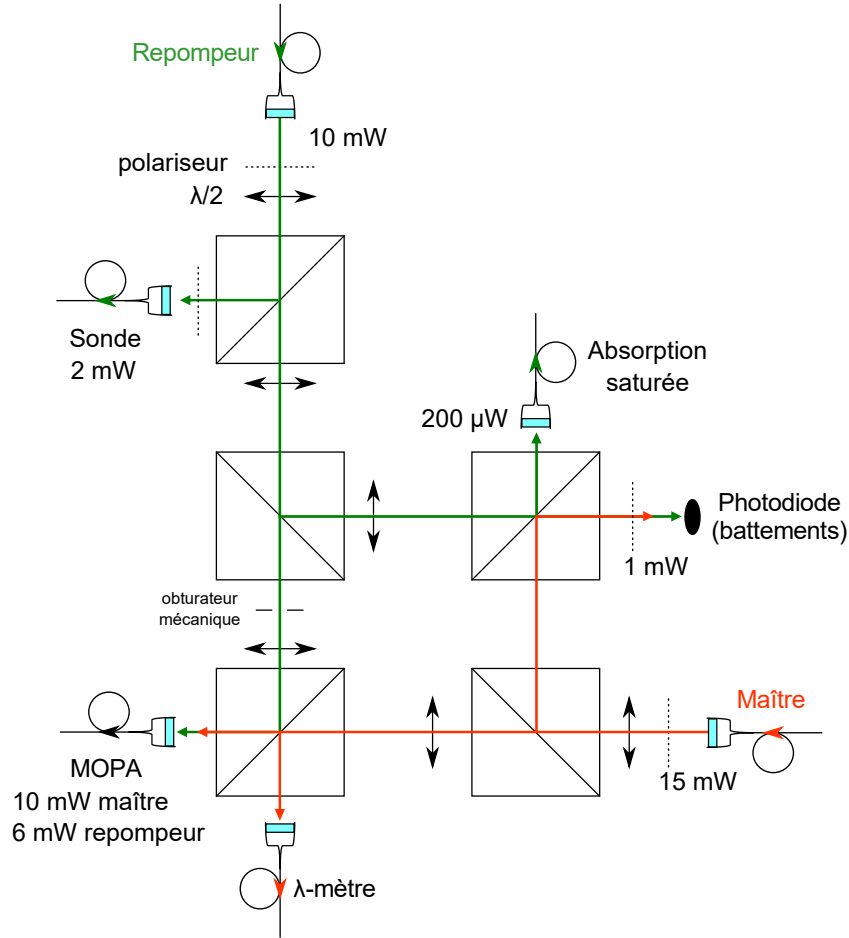 Repompeur
10 mW
polariseur
λ/2
Sonde
2 mW
Absorption
saturée
200 µW
Photodiode
(battements)
1 mW
obturateur
mécanique
Maître
15 mW
MOPA
10 mW maître
6 mW repompeur
λ-mètre